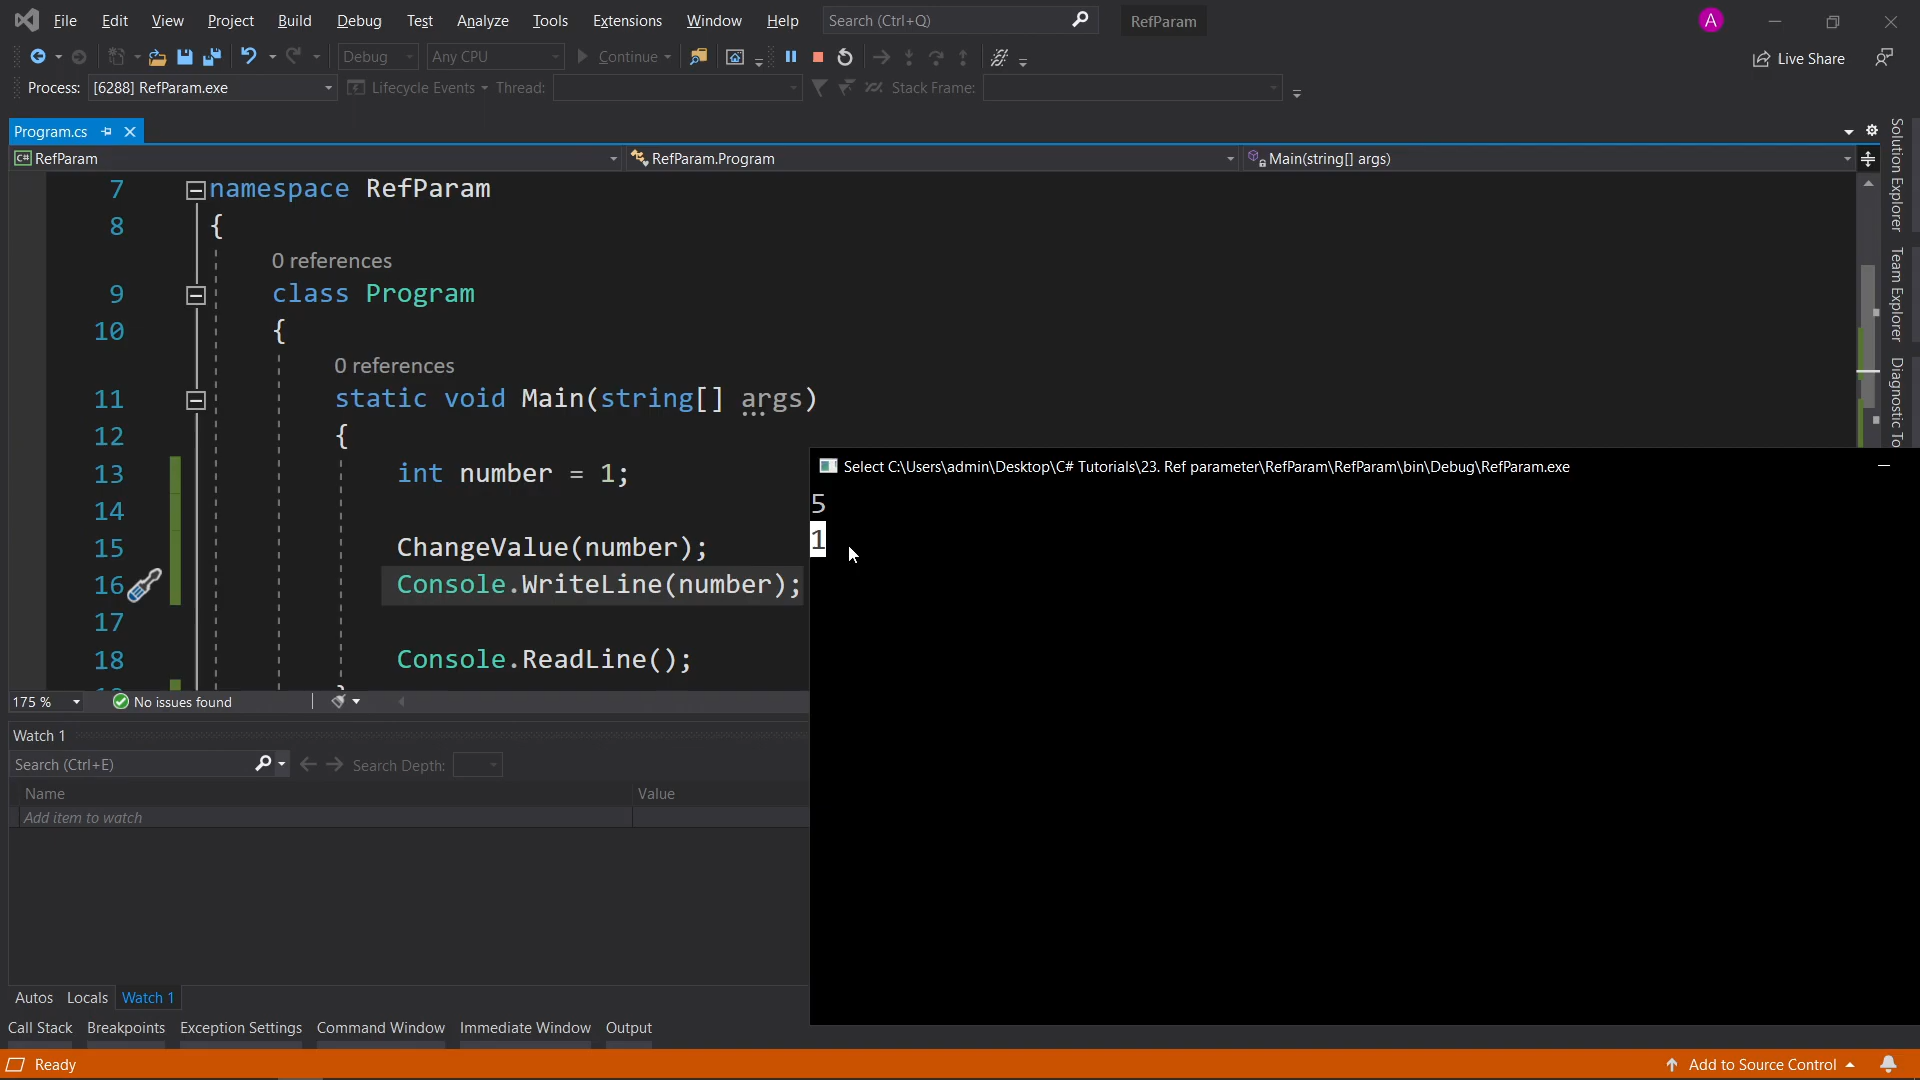 File Edit View Project Build Debug Test Analyze Tools Extensions Window Help Search (Ctrl+Q) RefParam A
Debug Any CPU Continue Live Share
Process: [6288] RefParam.exe Lifecycle Events Thread: Stack Frame:
Program.cs
C# RefParam RefParam.Program Main(string[] args)
Solution Explorer
Team Explorer
Diagnostic To
7 namespace RefParam
8 {
0 references
9 class Program
10 {
0 references
11 static void Main(string[] args)
12 {
13 int number = 1;
14
15 ChangeValue(number);
16 Console.WriteLine(number);
17
18 Console.ReadLine();
Select C:\Users\admin\Desktop\C# Tutorials\23. Ref parameter\RefParam\RefParam\bin\Debug\RefParam.exe
5
1
175 % No issues found
Watch 1
Search (Ctrl+E) Search Depth:
Name Value
Add item to watch
Autos Locals Watch 1
Call Stack Breakpoints Exception Settings Command Window Immediate Window Output
Ready Add to Source Control